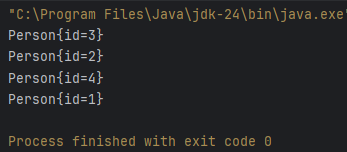 "C:\Program Files\Java\jdk-24\bin\java.exe"
Person{id=3}
Person{id=2}
Person{id=4}
Person{id=1}
Process finished with exit code 0